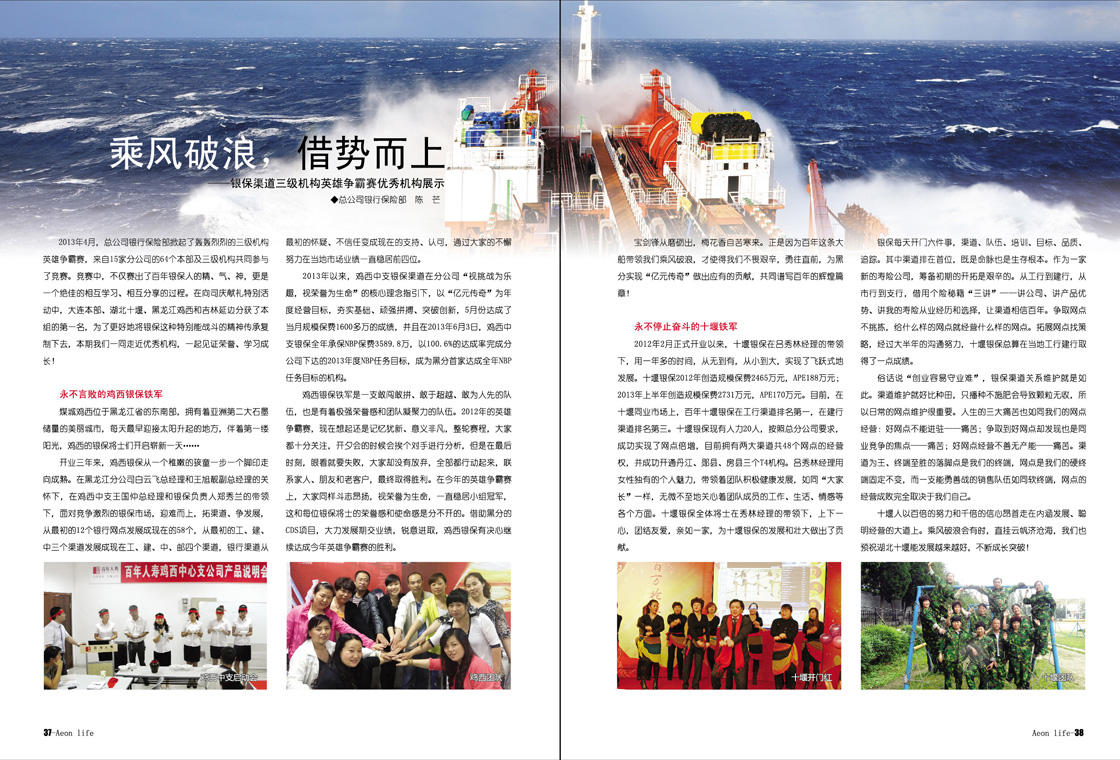 乘风破浪，借势而上
——银保渠道三级机构英雄争霸赛优秀机构展示
◆总公司银行保险部　陈　芒
2013年4月，总公司银行保险部掀起了轰轰烈烈的三级机构
英雄争霸赛，来自15家分公司的64个本部及三级机构共同参与
了竞赛。竞赛中，不仅赛出了百年银保人的精、气、神，更是
一个绝佳的相互学习、相互分享的过程。在向司庆献礼特别活
动中，大连本部、湖北十堰、黑龙江鸡西和吉林延边分获了本
组的第一名，为了更好地将银保这种特别能战斗的精神传承复
制下去，本期我们一同走近优秀机构，一起见证荣誉、学习成
长！
永不言败的鸡西银保铁军
煤城鸡西位于黑龙江省的东南部，拥有着亚洲第二大石墨
储量的美丽城市，每天最早迎接太阳升起的地方，伴着第一缕
阳光，鸡西的银保将士们开启崭新一天……
开业三年来，鸡西银保从一个稚嫩的孩童一步一个脚印走
向成熟。在黑龙江分公司白云飞总经理和王旭靓副总经理的关
怀下，在鸡西中支王国仲总经理和银保负责人郑秀兰的带领
下，面对竞争激烈的银保市场，迎难而上，拓渠道、争发展，
从最初的12个银行网点发展成现在的58个，从最初的工、建、
中三个渠道发展成现在工、建、中、邮四个渠道，银行渠道从
最初的怀疑、不信任变成现在的支持、认可，通过大家的不懈
努力在当地市场业绩一直稳居前四位。
2013年以来，鸡西中支银保渠道在分公司“视挑战为乐
趣，视荣誉为生命”的核心理念指引下，以“亿元传奇”为年
度经营目标，夯实基础、顽强拼搏、突破创新，5月份达成了
当月规模保费1600多万的成绩，并且在2013年6月3日，鸡西中
支银保全年承保NBP保费3589.8万，以100.6%的达成率完成分
公司下达的2013年度NBP任务目标，成为黑分首家达成全年NBP
任务目标的机构。
鸡西银保铁军是一支敢闯敢拼、敢于超越、敢为人先的队
伍，也是有着极强荣誉感和团队凝聚力的队伍。2012年的英雄
争霸赛，现在想起还是记忆犹新、意义非凡，整轮赛程，大家
都十分关注，开夕会的时候会挨个对手进行分析，但是在最后
时刻，眼看就要失败，大家却没有放弃，全部都行动起来，联
系家人、朋友和老客户，最终取得胜利。在今年的英雄争霸赛
上，大家同样斗志昂扬，视荣誉为生命，一直稳居小组冠军，
这和每位银保将士的荣誉感和使命感是分不开的。借助黑分的
CDS项目，大力发展期交业绩，锐意进取，鸡西银保有决心继
续达成今年英雄争霸赛的胜利。
百年人寿鸡西中心支公司产品说明会
鸡西中支启动会
鸡西团队
37-Aeon life
宝剑锋从磨砺出，梅花香自苦寒来。正是因为百年这条大
船带领我们乘风破浪，才使得我们不畏艰辛，勇往直前，为黑
分实现“亿元传奇”做出应有的贡献，共同谱写百年的辉煌篇
章！
永不停止奋斗的十堰铁军
2012年2月正式开业以来，十堰银保在吕秀林经理的带领
下，用一年多的时间，从无到有，从小到大，实现了飞跃式地
发展。十堰银保2012年创造规模保费2465万元，APE188万元；
2013年上半年创造规模保费2731万元，APE170万元。目前，在
十堰同业市场上，百年十堰银保在工行渠道排名第一，在建行
渠道排名第三。十堰银保现有人力20人，按照总分公司要求，
成功实现了网点倍增，目前拥有两大渠道共48个网点的经营
权，并成功开通丹江、郧县、房县三个T4机构。吕秀林经理用
女性独有的个人魅力，带领着团队积极健康发展，如同“大家
长”一样，无微不至地关心着团队成员的工作、生活、情感等
各个方面。十堰银保全体将士在秀林经理的带领下，上下一
心，团结友爱，亲如一家，为十堰银保的发展和壮大做出了贡
献。
银保每天开门六件事，渠道、队伍、培训、目标、品质、
追踪。其中渠道排在首位，既是命脉也是生存根本。作为一家
新的寿险公司，筹备初期的开拓是艰辛的。从工行到建行，从
市行到支行，借用个险秘籍“三讲”——讲公司、讲产品优
势、讲我的寿险从业经历和选择，让渠道相信百年。争取网点
不挑拣，给什么样的网点就经营什么样的网点。拓展网点找策
略，经过大半年的沟通努力，十堰银保总算在当地工行建行取
得了一点成绩。
俗话说“创业容易守业难”，银保渠道关系维护就是如
此。渠道维护就好比种田，只播种不施肥会导致颗粒无收，所
以日常的网点维护很重要。人生的三大痛苦也如同我们的网点
经营：好网点不能进驻——痛苦；争取到好网点却发现也是同
业竞争的焦点——痛苦；好网点经营不善无产能——痛苦。渠
道为王、终端至胜的落脚点是我们的终端，网点是我们的硬终
端固定不变，而一支能勇善战的销售队伍如同软终端，网点的
经营成败完全取决于我们自己。
十堰人以百倍的努力和千倍的信心昂首走在内涵发展、聪
明经营的大道上。乘风破浪会有时，直挂云帆济沧海，我们也
预祝湖北十堰能发展越来越好，不断成长突破！
十堰开门红
十堰团队
Aeon life-38